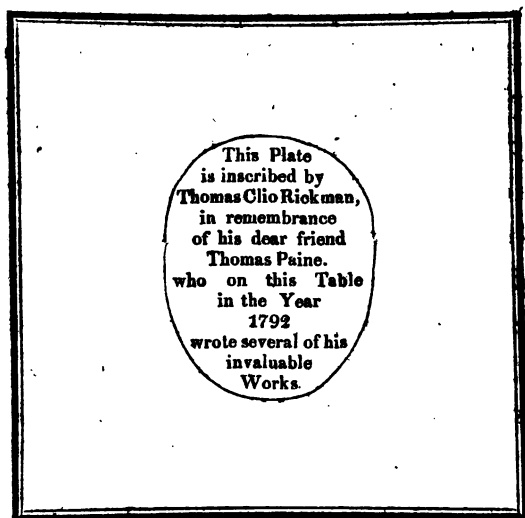 This Plate
is inscribed by
Thomas Clio Rickman,
in remembrance
of his dear friend
Thomas Paine.
who on this Table
in the Year
1792
wrote several of his
invaluable
Works.